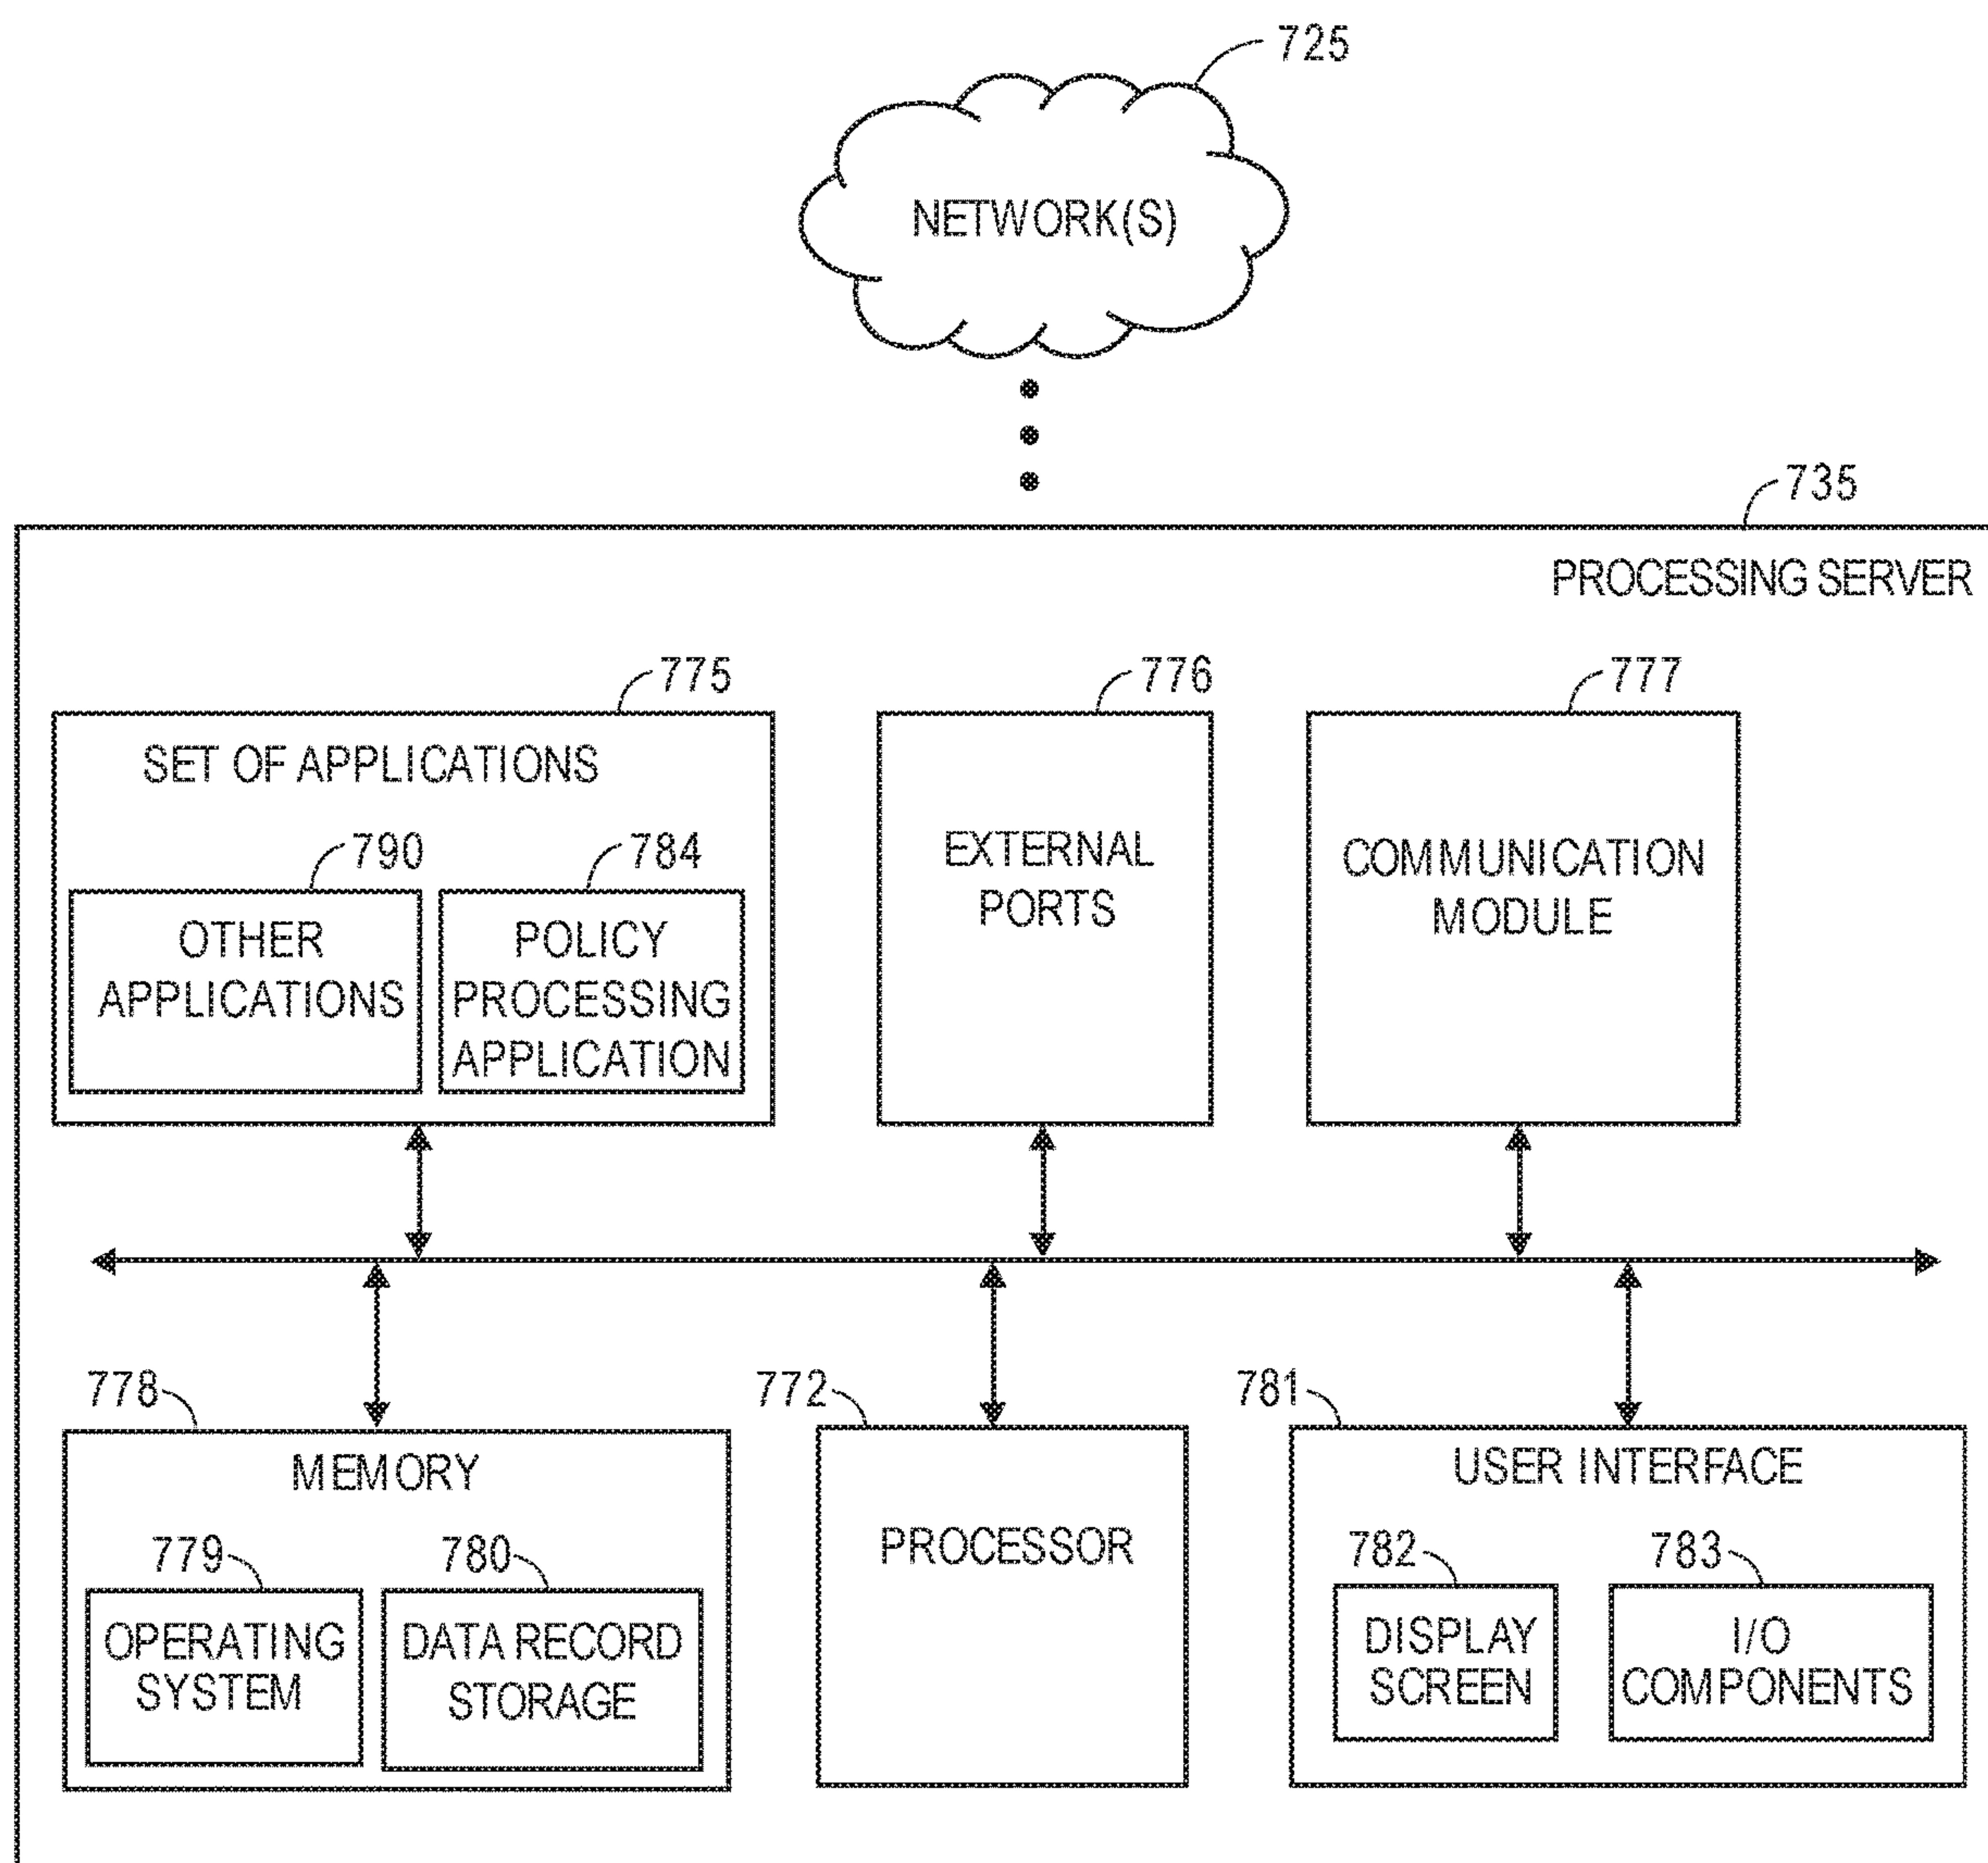 725
NETWORK(S)
735
PROCESSING SERVER
775
SET OF APPLICATIONS
790
OTHER
APPLICATIONS
784
POLICY
PROCESSING
APPLICATION
776
EXTERNAL
PORTS
777
COMMUNICATION
MODULE
778
MEMORY
779
OPERATING
SYSTEM
780
DATA RECORD
STORAGE
772
PROCESSOR
781
USER INTERFACE
782
DISPLAY
SCREEN
783
I/O
COMPONENTS